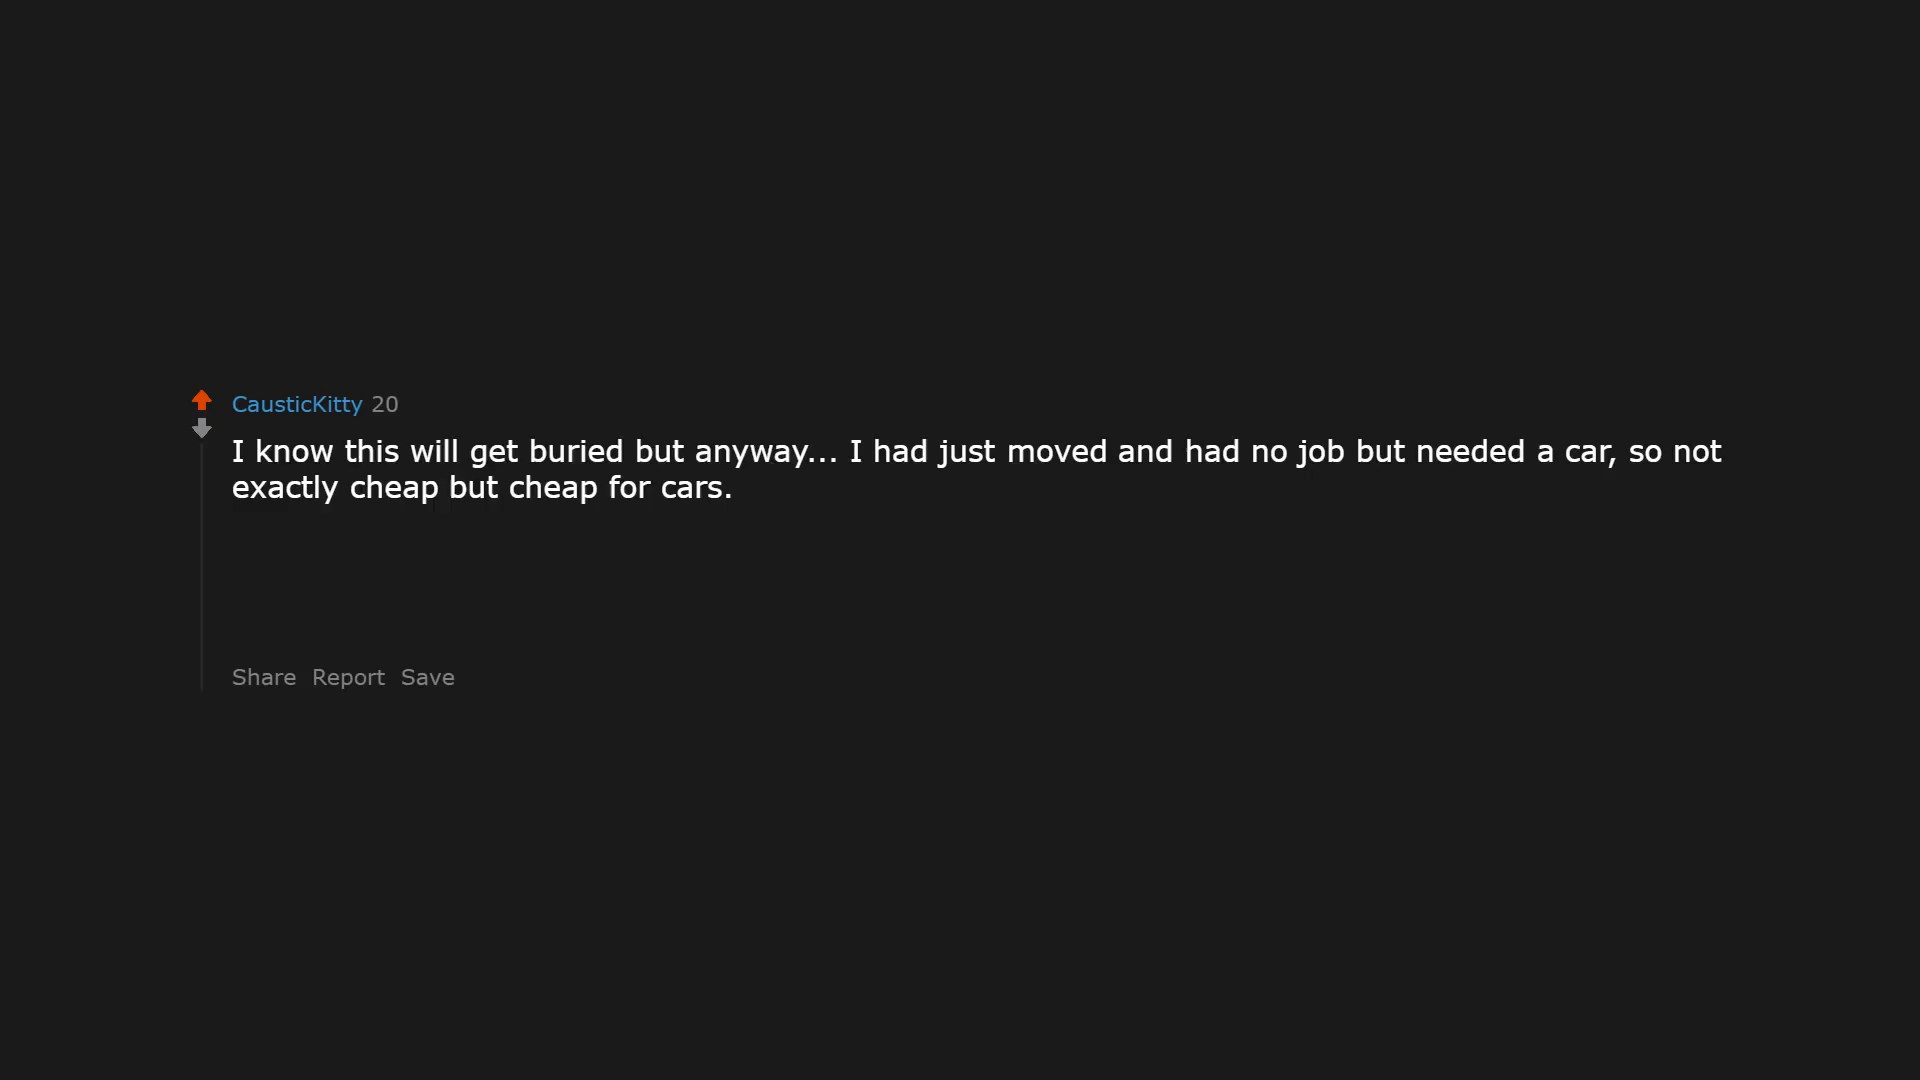 CausticKitty 20
I know this will get buried but anyway... I had just moved and had no job but needed a car, so not
exactly cheap but cheap for cars.
Share Report Save